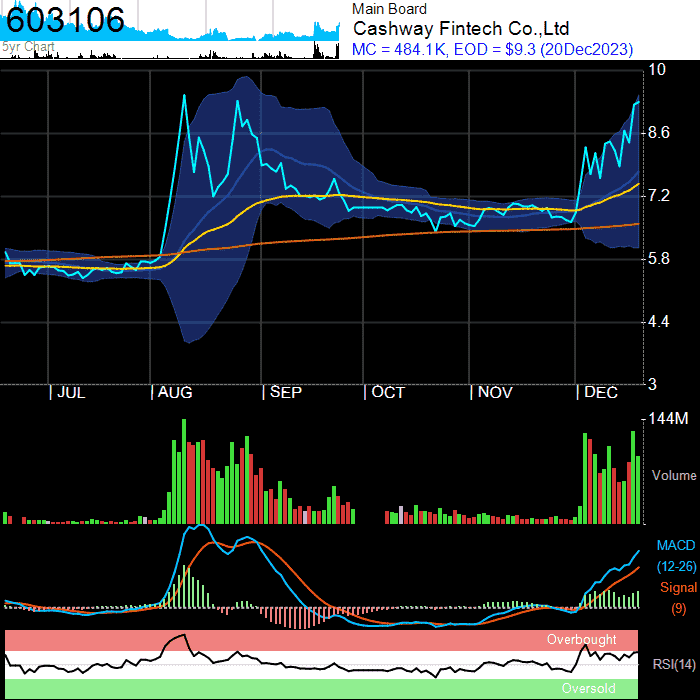 603106
5yr Chart
Main Board
Cashway Fintech Co.,Ltd
MC = 484.1K, EOD = $9.3 (20Dec2023)
10
8.6
7.2
5.8
4.4
3
JUL AUG SEP OCT NOV DEC
144M
Volume
MACD
(12-26)
Signal
(9)
Overbought
RSI(14)
Oversold